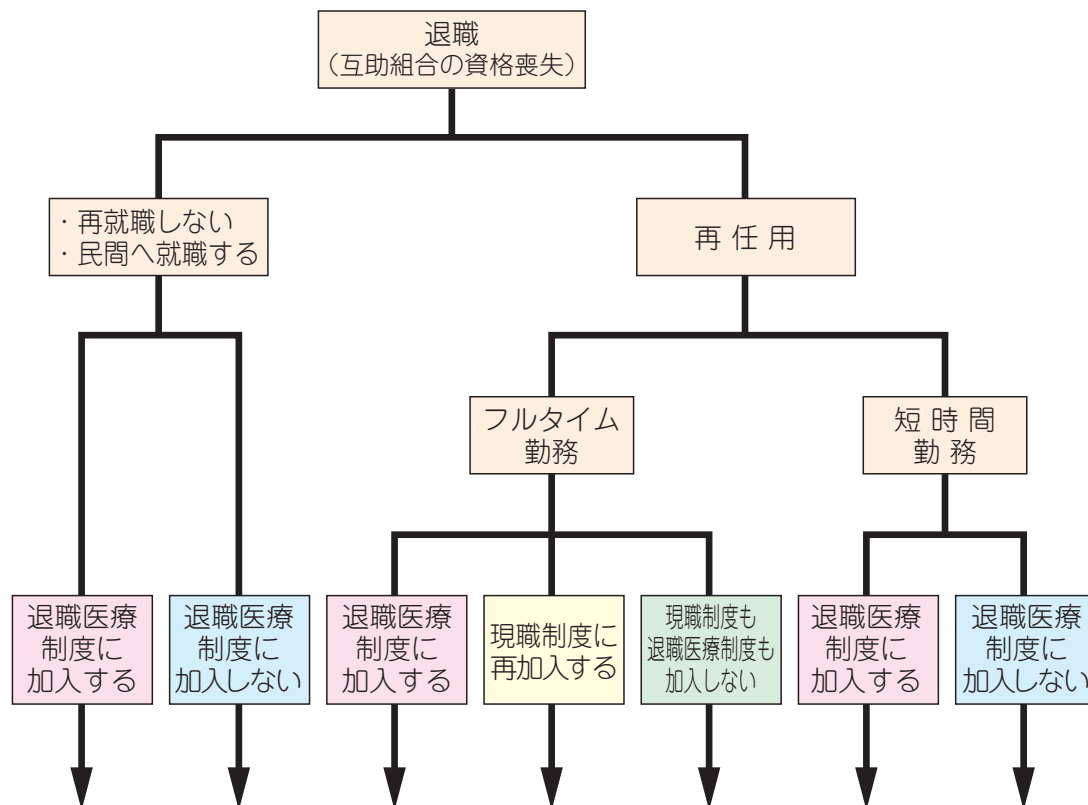 退職
（互助組合の資格喪失）
・再就職しない
・民間へ就職する
再任用
フルタイム
勤務
短時間
勤務
退職医療
制度に
加入する
退職医療
制度に
加入しない
退職医療
制度に
加入する
現職制度に
再加入する
現職制度も
退職医療制度も
加入しない
退職医療
制度に
加入する
退職医療
制度に
加入しない